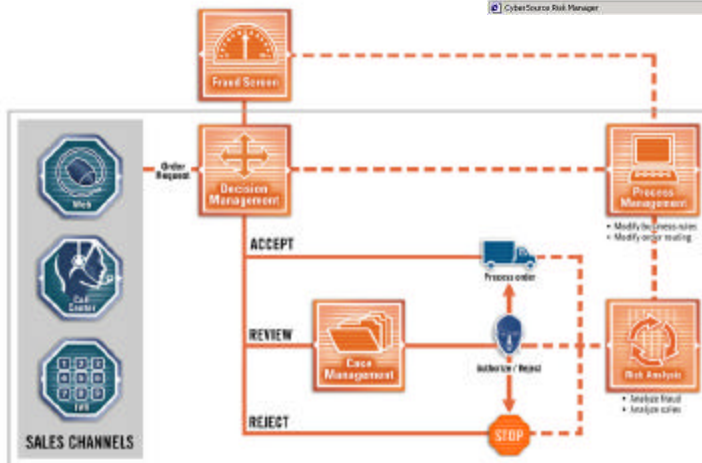 CyberSource Risk Manager
Fraud Screen
Order
Request
Web
Decision
Management
Process
Management
• Modify business rules
• Modify order routing
ACCEPT
Process order
Call
Center
REVIEW
Case
Management
Authorize / Reject
Risk Analysis
• Analyze fraud
• Analyze sales
IVR
REJECT
STOP
SALES CHANNELS